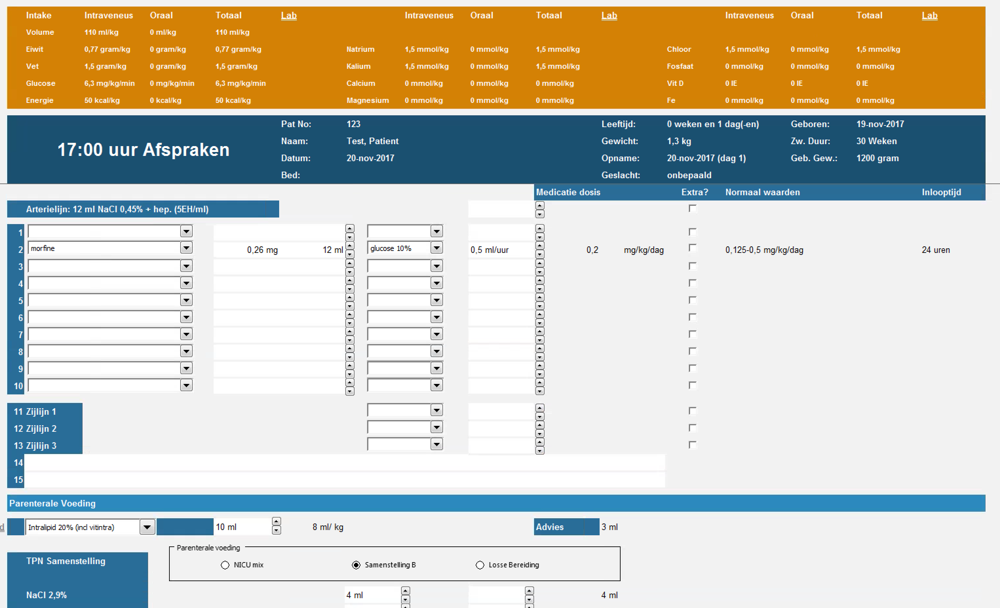 Intake Intraveneus Oraal Totaal Lab Intraveneus Oraal Totaal Lab Intraveneus Oraal Totaal Lab
Volume 110 ml/kg 0 ml/kg 110 ml/kg
Eiwit 0,77 gram/kg 0 gram/kg 0,77 gram/kg Natrium 1,5 mmol/kg 0 mmol/kg 1,5 mmol/kg Chloor 1,5 mmol/kg 0 mmol/kg 1,5 mmol/kg
Vet 1,5 gram/kg 0 gram/kg 1,5 gram/kg Kalium 1,5 mmol/kg 0 mmol/kg 1,5 mmol/kg Fosfaat 0 mmol/kg 0 mmol/kg 0 mmol/kg
Glucose 6,3 mg/kg/min 0 mg/kg/min 6,3 mg/kg/min Calcium 0 mmol/kg 0 mmol/kg 0 mmol/kg Vit D 0 IE 0 IE 0 IE
Energie 50 kcal/kg 0 kcal/kg 50 kcal/kg Magnesium 0 mmol/kg 0 mmol/kg 0 mmol/kg Fe 0 mmol/kg 0 mmol/kg 0 mmol/kg
17:00 uur Afspraken
Pat No: 123 Leeftijd: 0 weken en 1 dag(-en) Geboren: 19-nov-2017
Naam: Test, Patient Gewicht: 1,3 kg Zw. Duur: 30 Weken
Datum: 20-nov-2017 Opname: 20-nov-2017 (dag 1) Geb. Gew.: 1200 gram
Bed: Geslacht: onbepaald
Medicatie dosis Extra? Normaal waarden Inlooptijd
Arterielijn: 12 ml NaCl 0,45% + hep. (5EH/ml)
1
2 morfine 0,26 mg 12 ml glucose 10% 0,5 ml/uur 0,2 mg/kg/dag 0,125-0,5 mg/kg/dag 24 uren
3
4
5
6
7
8
9
10
11 Zijlijn 1
12 Zijlijn 2
13 Zijlijn 3
14
15
Parenterale Voeding
d Intralipid 20% (incl vitintra) 10 ml 8 ml/ kg Advies 3 ml
Parenterale voeding
TPN Samenstelling NICU mix Samenstelling B Losse Bereiding
NaCl 2,9% 4 ml 4 ml